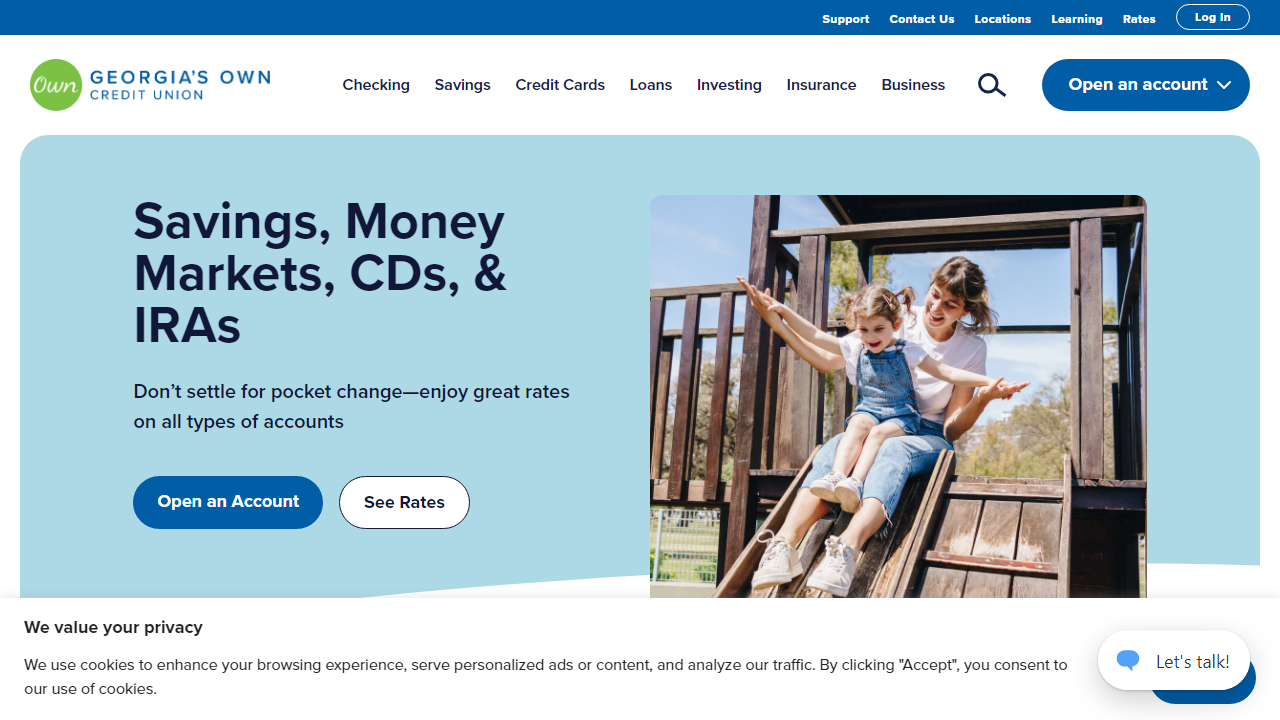 Support Contact Us Locations Learning Rates Log In
Own GEORGIA'S OWN
CREDIT UNION
Checking Savings Credit Cards Loans Investing Insurance Business Open an account
Savings, Money
Markets, CDs, &
IRAs
Don’t settle for pocket change—enjoy great rates
on all types of accounts
Open an Account See Rates
We value your privacy
We use cookies to enhance your browsing experience, serve personalized ads or content, and analyze our traffic. By clicking "Accept", you consent to
our use of cookies.
Let's talk!